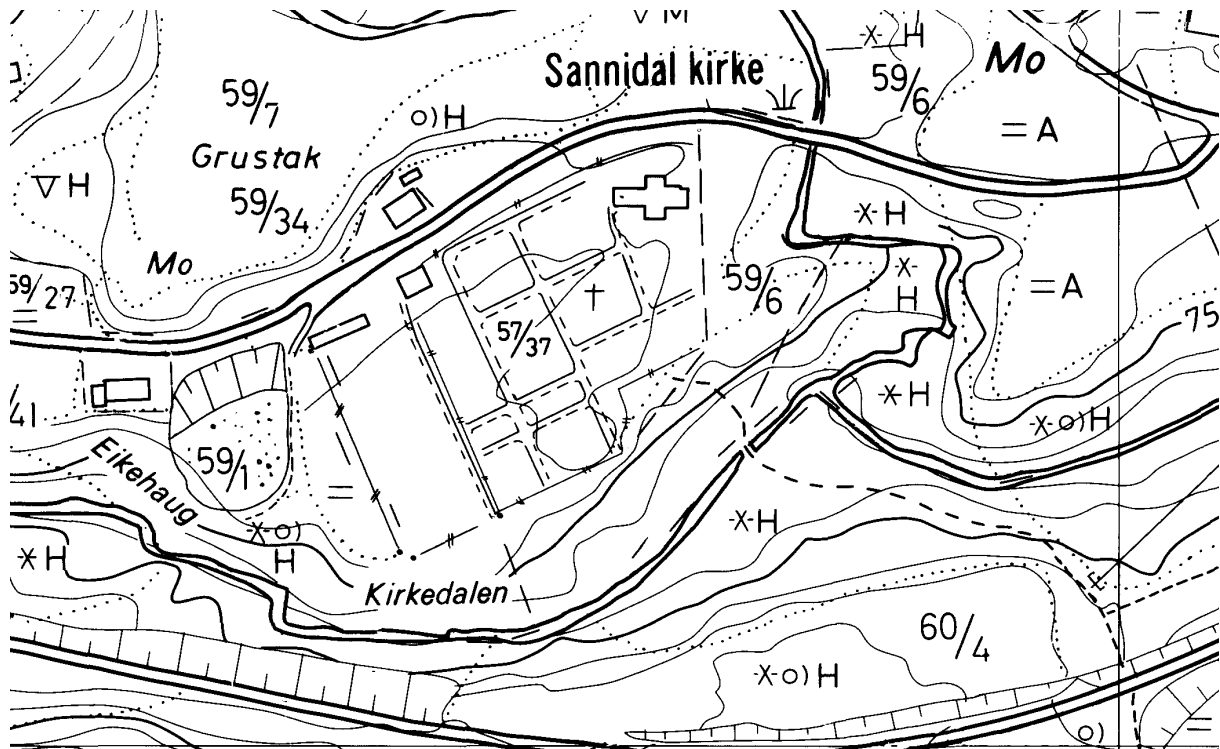 M
H
Sannidal kirke
Mo
59/7
59/6
H
= A
Grustak
H
59/34
H
Mo
59/27
59/6
H
= A
75
57/37
41
H
H
59/1
Eikehaug
H
H
H
Kirkedalen
60/4
H